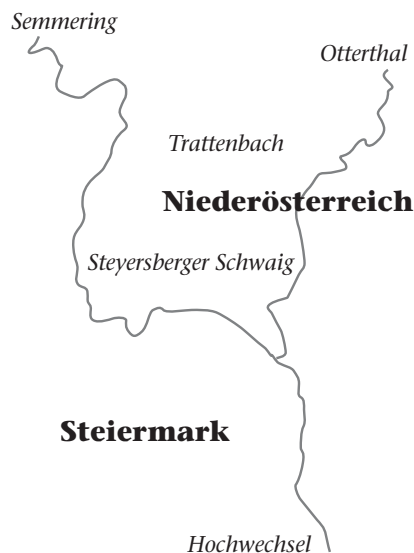 Semmering
Otterthal
Trattenbach
Niederösterreich
Steyersberger Schwaig
Steiermark
Hochwechsel